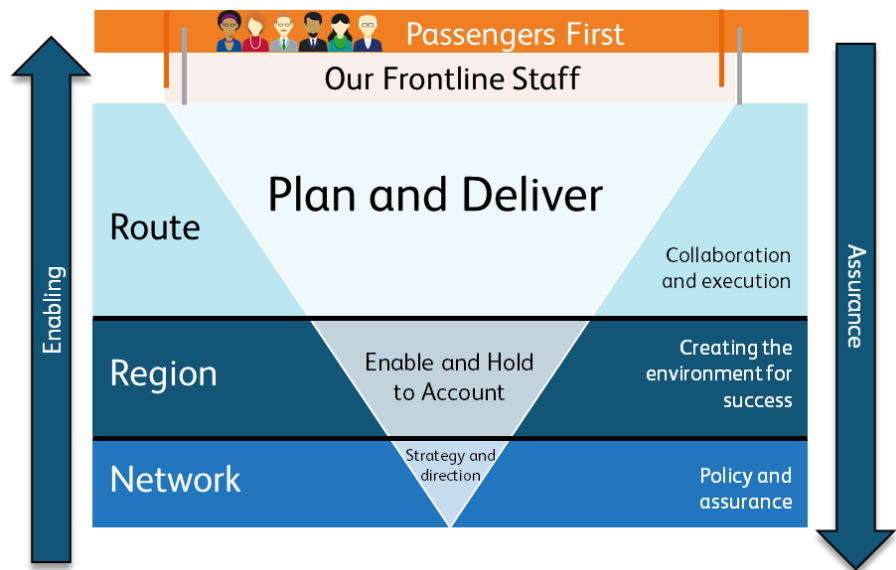 Passengers First
Our Frontline Staff
Plan and Deliver
Route
Collaboration
and execution
Enabling
Assurance
Region
Enable and Hold
to Account
Creating the
environment for
success
Network
Strategy and
direction
Policy and
assurance